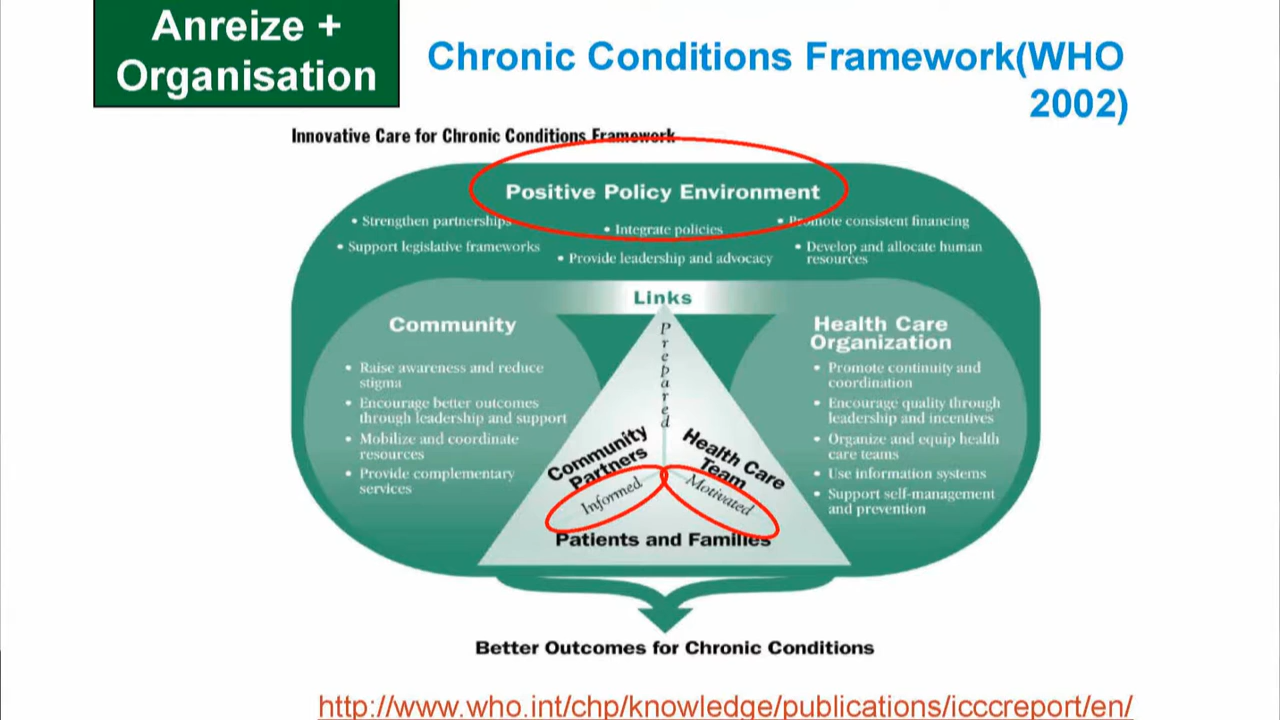 Anreize +
Organisation
Chronic Conditions Framework(WHO
2002)
Innovative Care for Chronic Conditions Framework
Positive Policy Environment
• Strengthen partnerships
• Support legislative frameworks
• Integrate policies
• Provide leadership and advocacy
• Promote consistent financing
• Develop and allocate human
resources
Links
Community
• Raise awareness and reduce
stigma
• Encourage better outcomes
through leadership and support
• Mobilize and coordinate
resources
• Provide complementary
services
Health Care
Organization
• Promote continuity and
coordination
• Encourage quality through
leadership and incentives
• Organize and equip health
care teams
• Use information systems
• Support self-management
and prevention
Prepared
Community
Partners
Health Care
Team
Informed
Motivated
Patients and Families
Better Outcomes for Chronic Conditions
http://www.who.int/chp/knowledge/publications/icccreport/en/